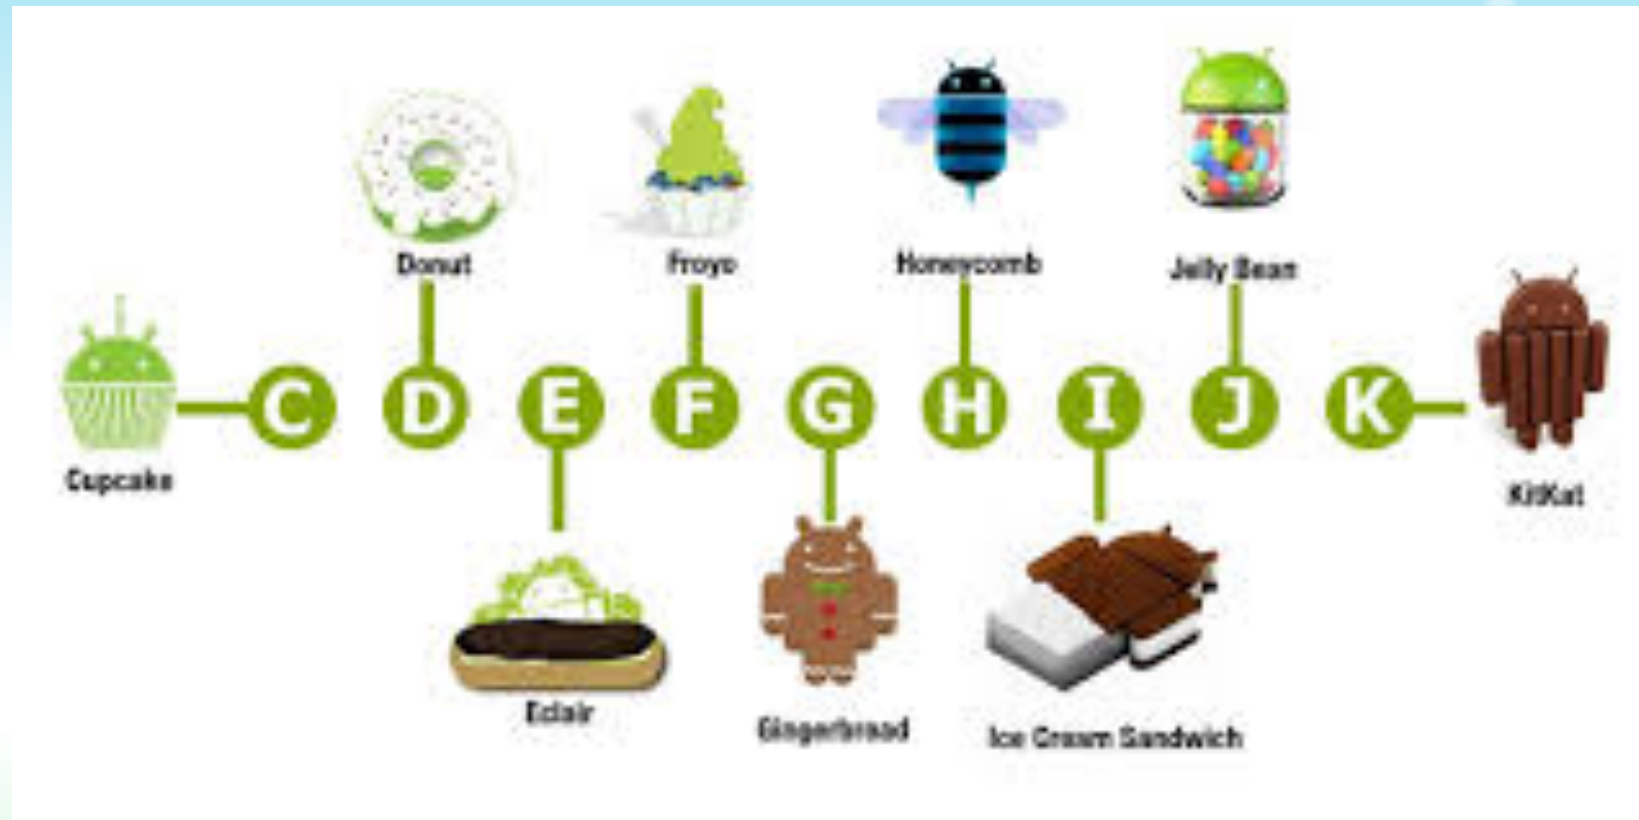 Donut
Froyo
Honeycomb
Jelly Bean
Cupcake
C
D
E
F
G
H
I
J
K
KitKat
Eclair
Gingerbread
Ice Cream Sandwich